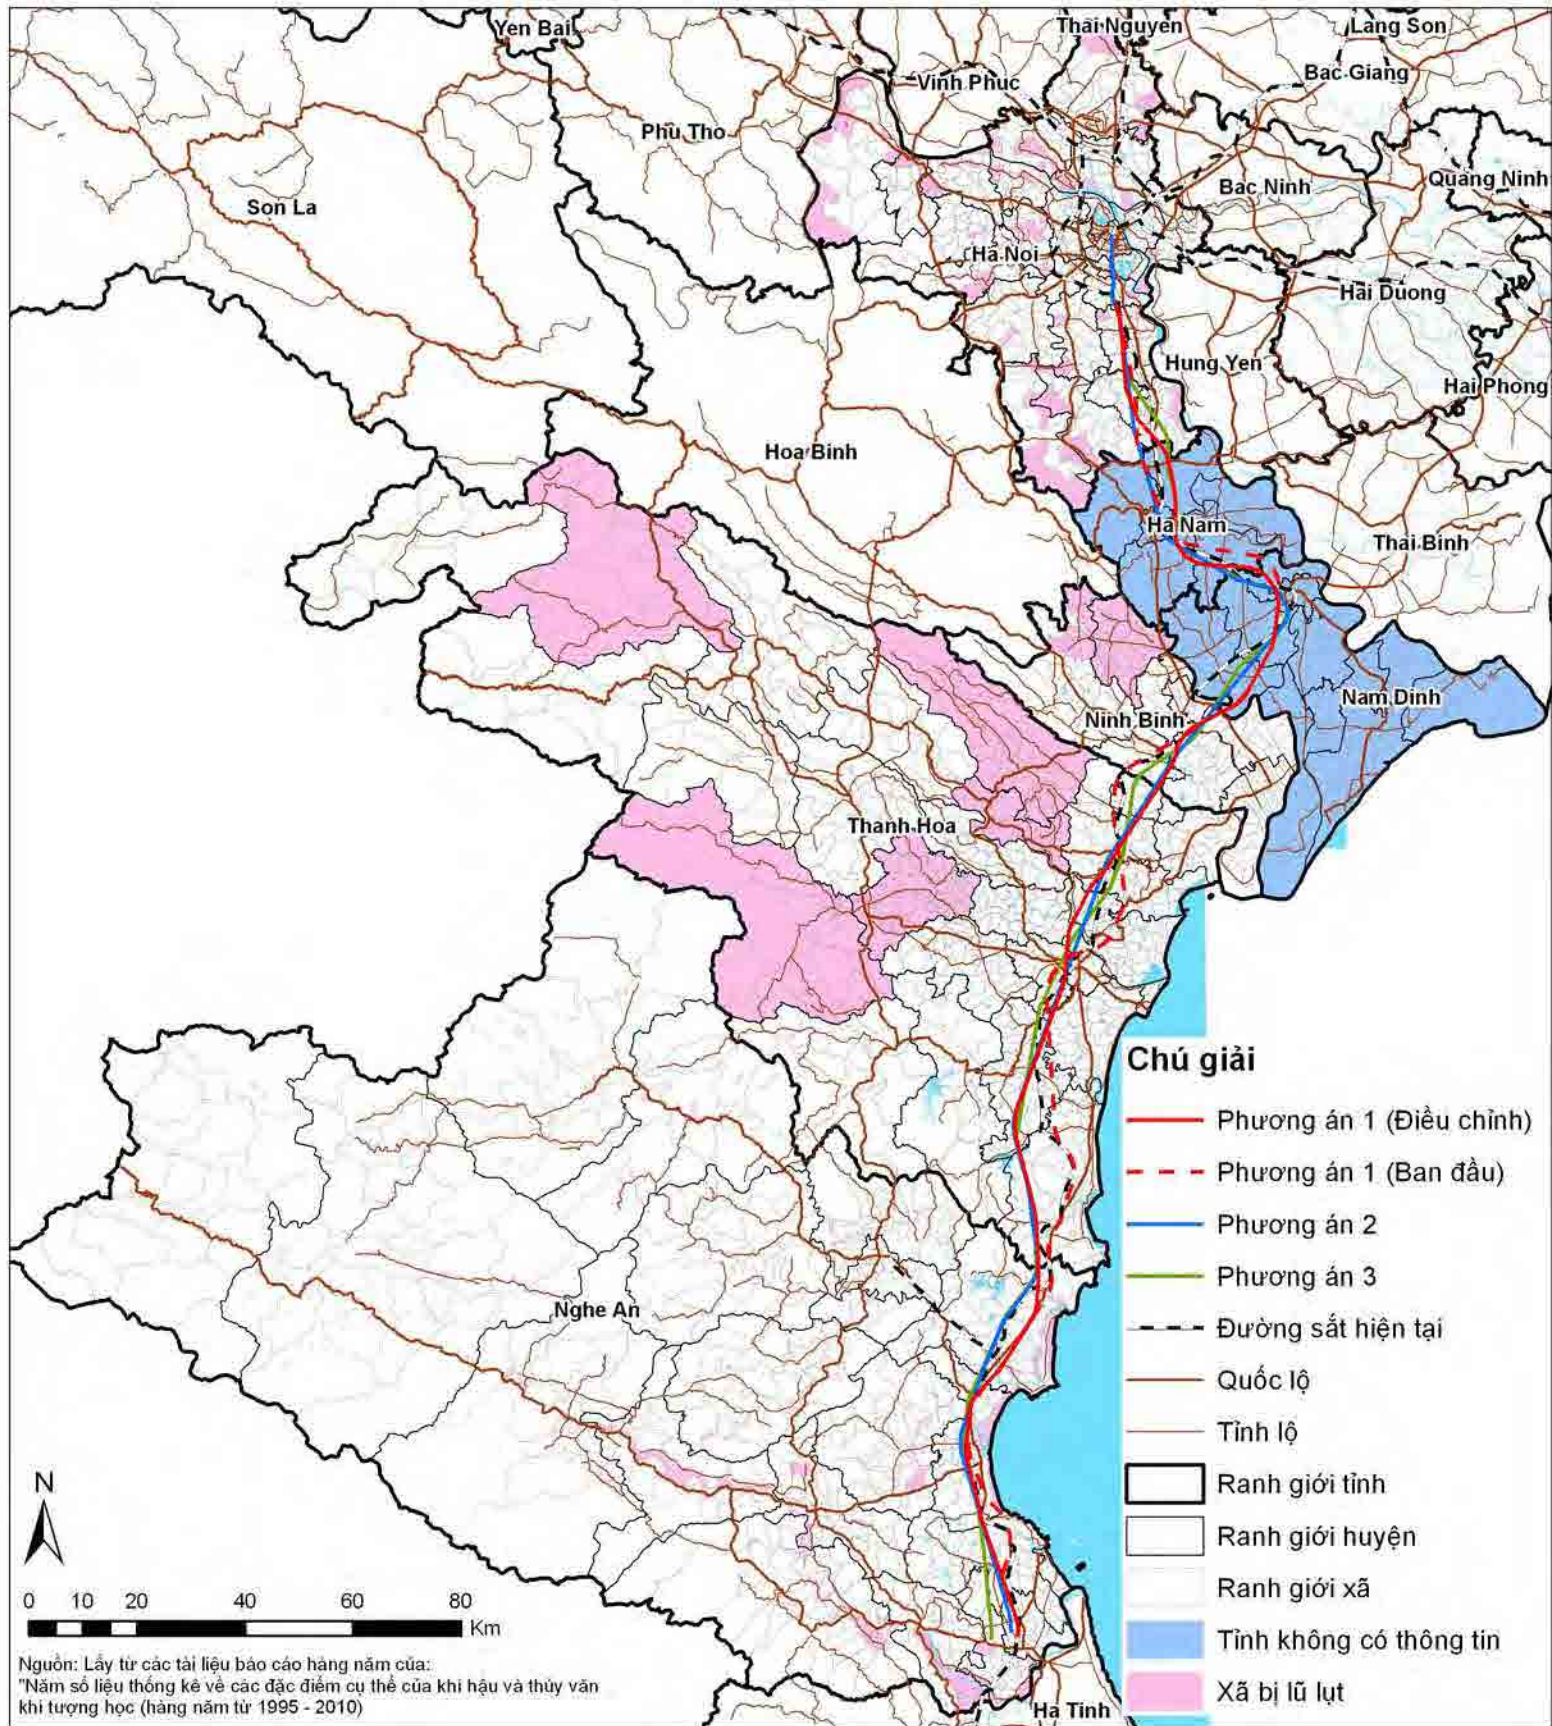 Yen Bai
Thai Nguyen
Lang Son
Vinh Phuc
Bac Giang
Phu Tho
Bac Ninh
Quang Ninh
Son La
Ha Noi
Hai Duong
Hung Yen
Hai Phong
Hoa Binh
Ha Nam
Thai Binh
Nam Dinh
Ninh Binh
Thanh Hoa
Nghe An
Ha Tinh
Chú giải
Phương án 1 (Điều chỉnh)
Phương án 1 (Ban đầu)
Phương án 2
Phương án 3
Đường sắt hiện tại
Quốc lộ
Tỉnh lộ
Ranh giới tỉnh
Ranh giới huyện
Ranh giới xã
Tỉnh không có thông tin
Xã bị lũ lụt
N
0 10 20 40 60 80
Km
Nguồn: Lấy từ các tài liệu báo cáo hàng năm của:
"Năm số liệu thống kê về các đặc điểm cụ thể của khí hậu và thủy văn
khí tượng học (hàng năm từ 1995 - 2010)